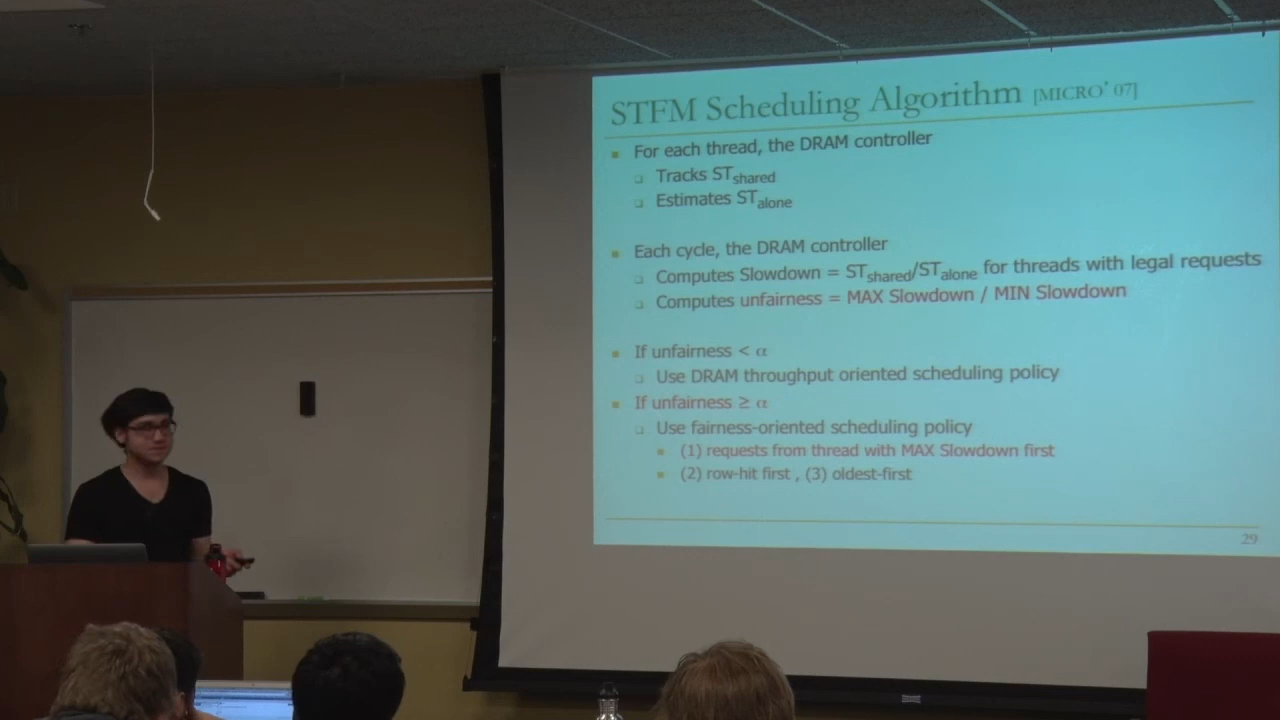 STFM Scheduling Algorithm [MICRO' 07]
For each thread, the DRAM controller
Tracks STshared
Estimates STalone
Each cycle, the DRAM controller
Computes Slowdown = STshared/STalone for threads with legal requests
Computes unfairness = MAX Slowdown / MIN Slowdown
If unfairness < α
Use DRAM throughput oriented scheduling policy
If unfairness ≥ α
Use fairness-oriented scheduling policy
(1) requests from thread with MAX Slowdown first
(2) row-hit first , (3) oldest-first
29